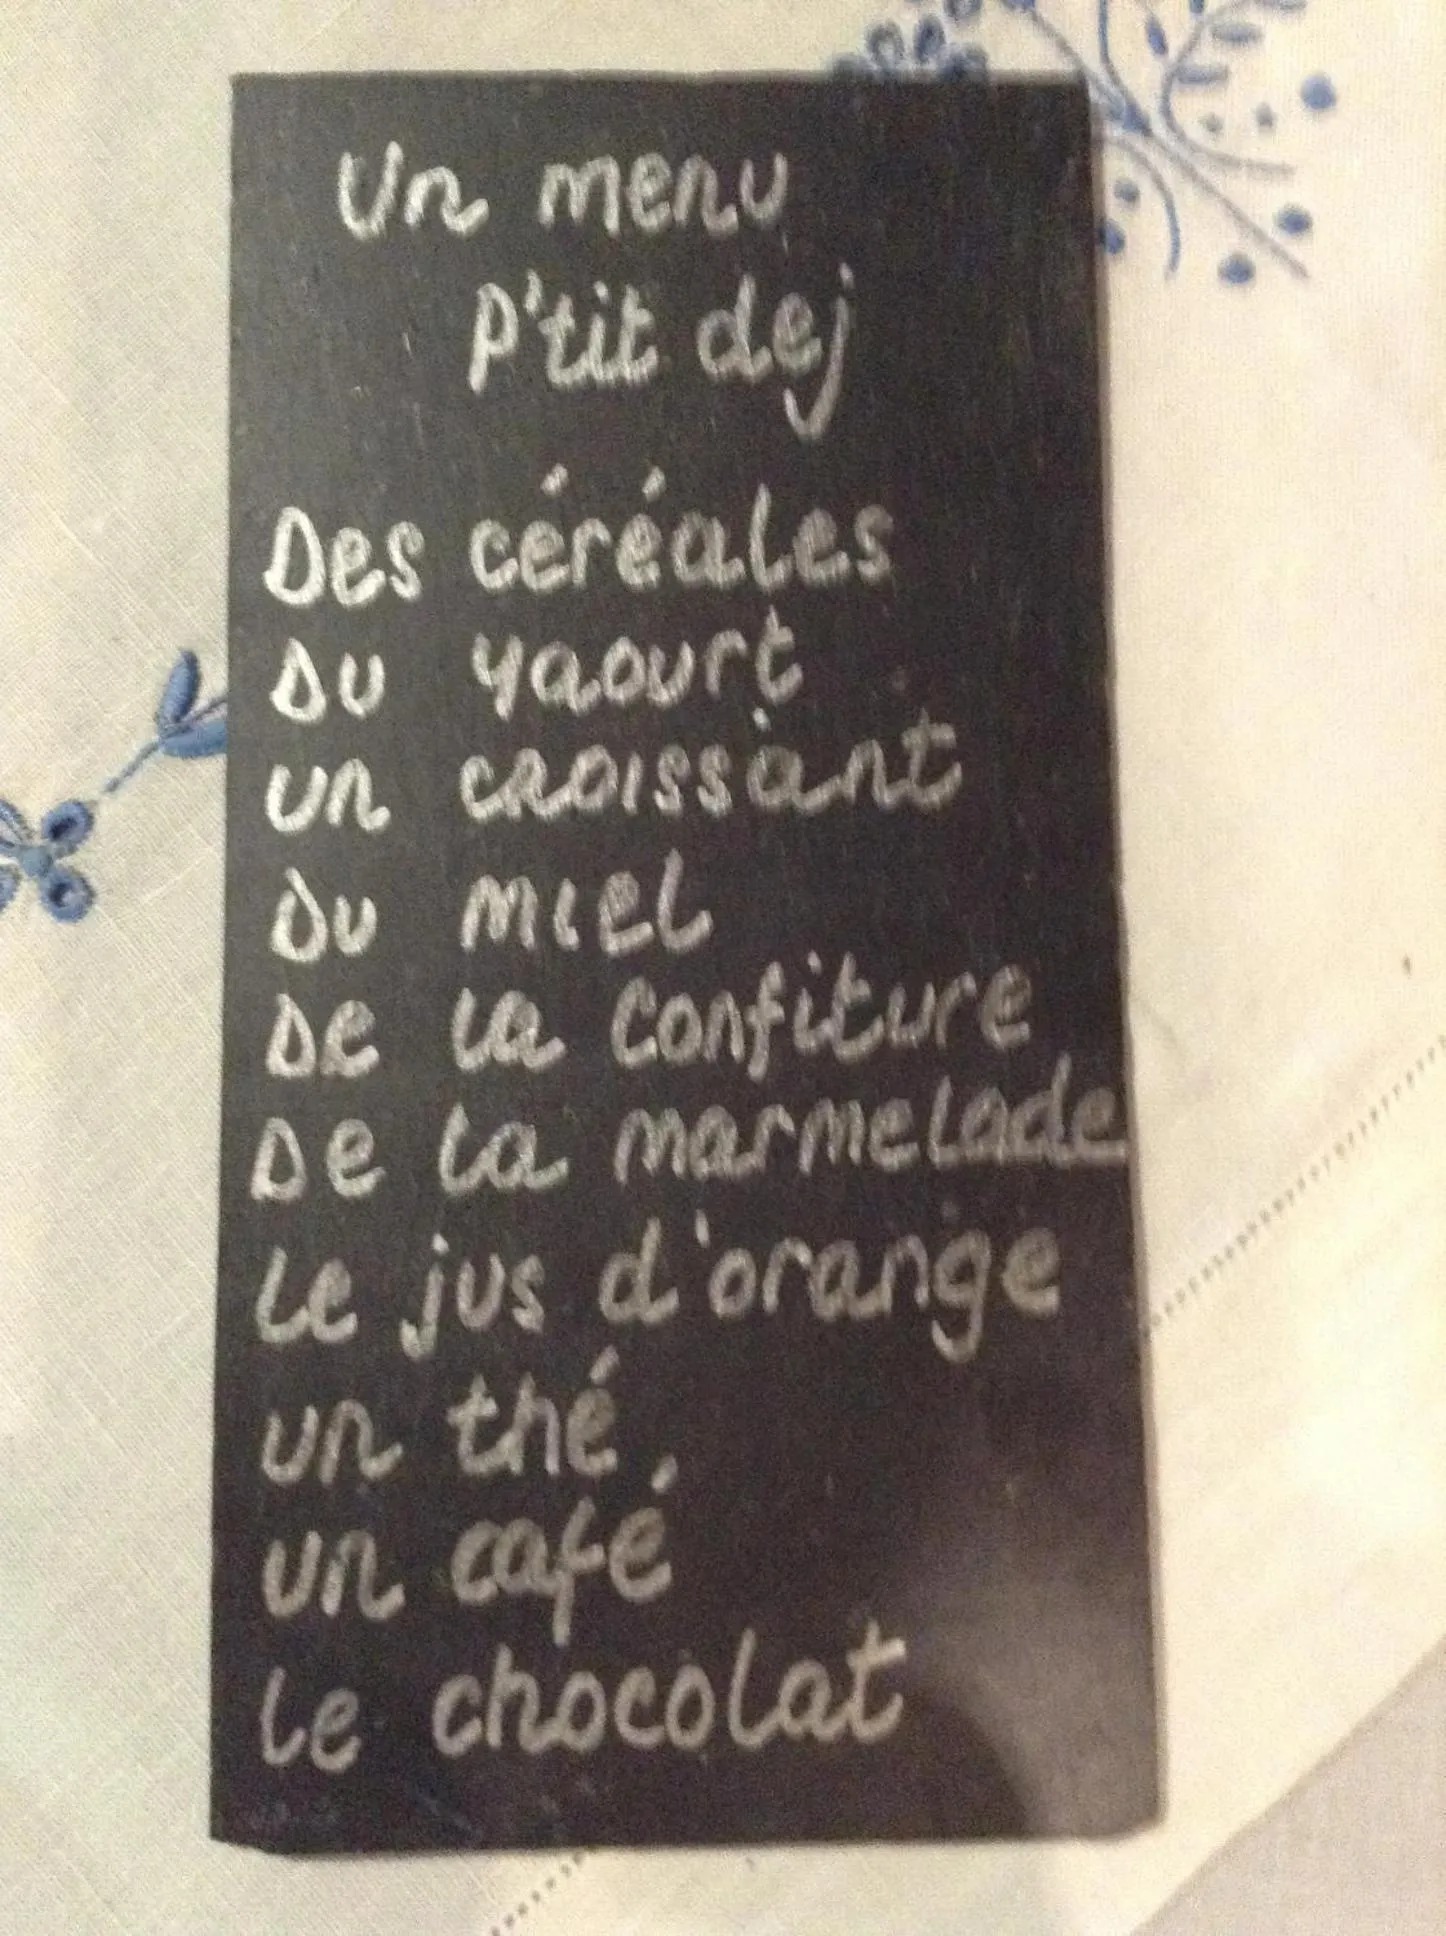 Un menu
P'tit dej
Des céréales
Du yaourt
un croissant
Du miel
De la confiture
De la marmelade
Le jus d'orange
un thé
un café
Le chocolat